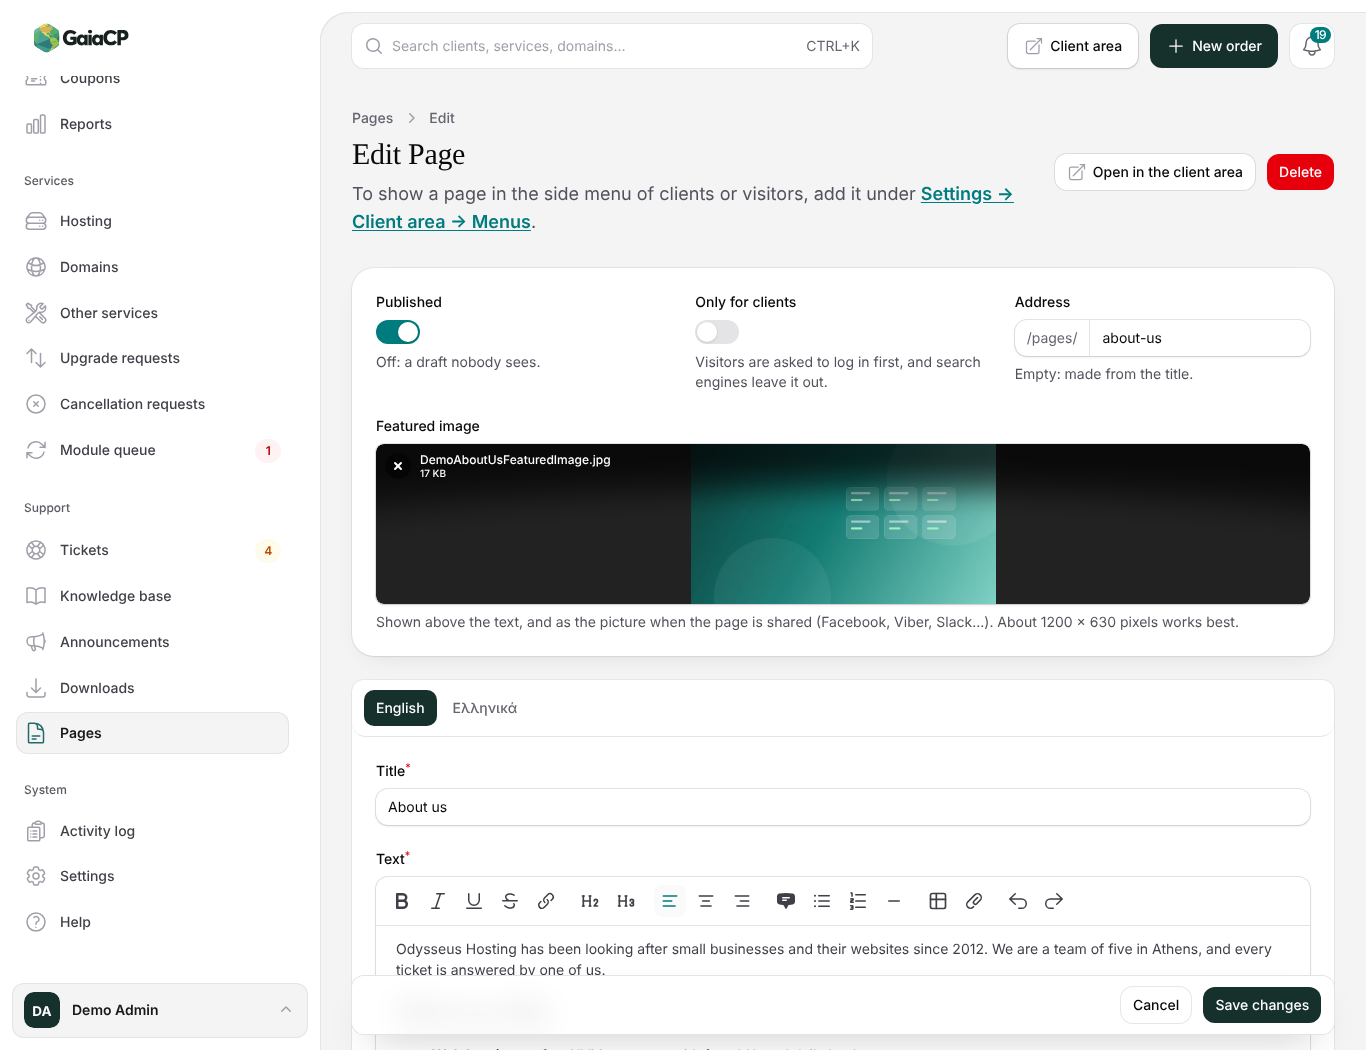 GaiaCP
Coupons
Reports
Services
Hosting
Domains
Other services
Upgrade requests
Cancellation requests
Module queue
1
Support
Tickets
4
Knowledge base
Announcements
Downloads
Pages
System
Activity log
Settings
Help
DA
Demo Admin
Search clients, services, domains...
CTRL+K
Client area
New order
19
Pages
Edit
Edit Page
To show a page in the side menu of clients or visitors, add it under Settings →
Client area → Menus.
Open in the client area
Delete
Published
Off: a draft nobody sees.
Only for clients
Visitors are asked to log in first, and search
engines leave it out.
Address
/pages/
about-us
Empty: made from the title.
Featured image
DemoAboutUsFeaturedImage.jpg
17 KB
Shown above the text, and as the picture when the page is shared (Facebook, Viber, Slack...). About 1200 × 630 pixels works best.
English
Ελληνικά
Title*
About us
Text*
H2
H3
Odysseus Hosting has been looking after small businesses and their websites since 2012. We are a team of five in Athens, and every
ticket is answered by one of us.
Cancel
Save changes